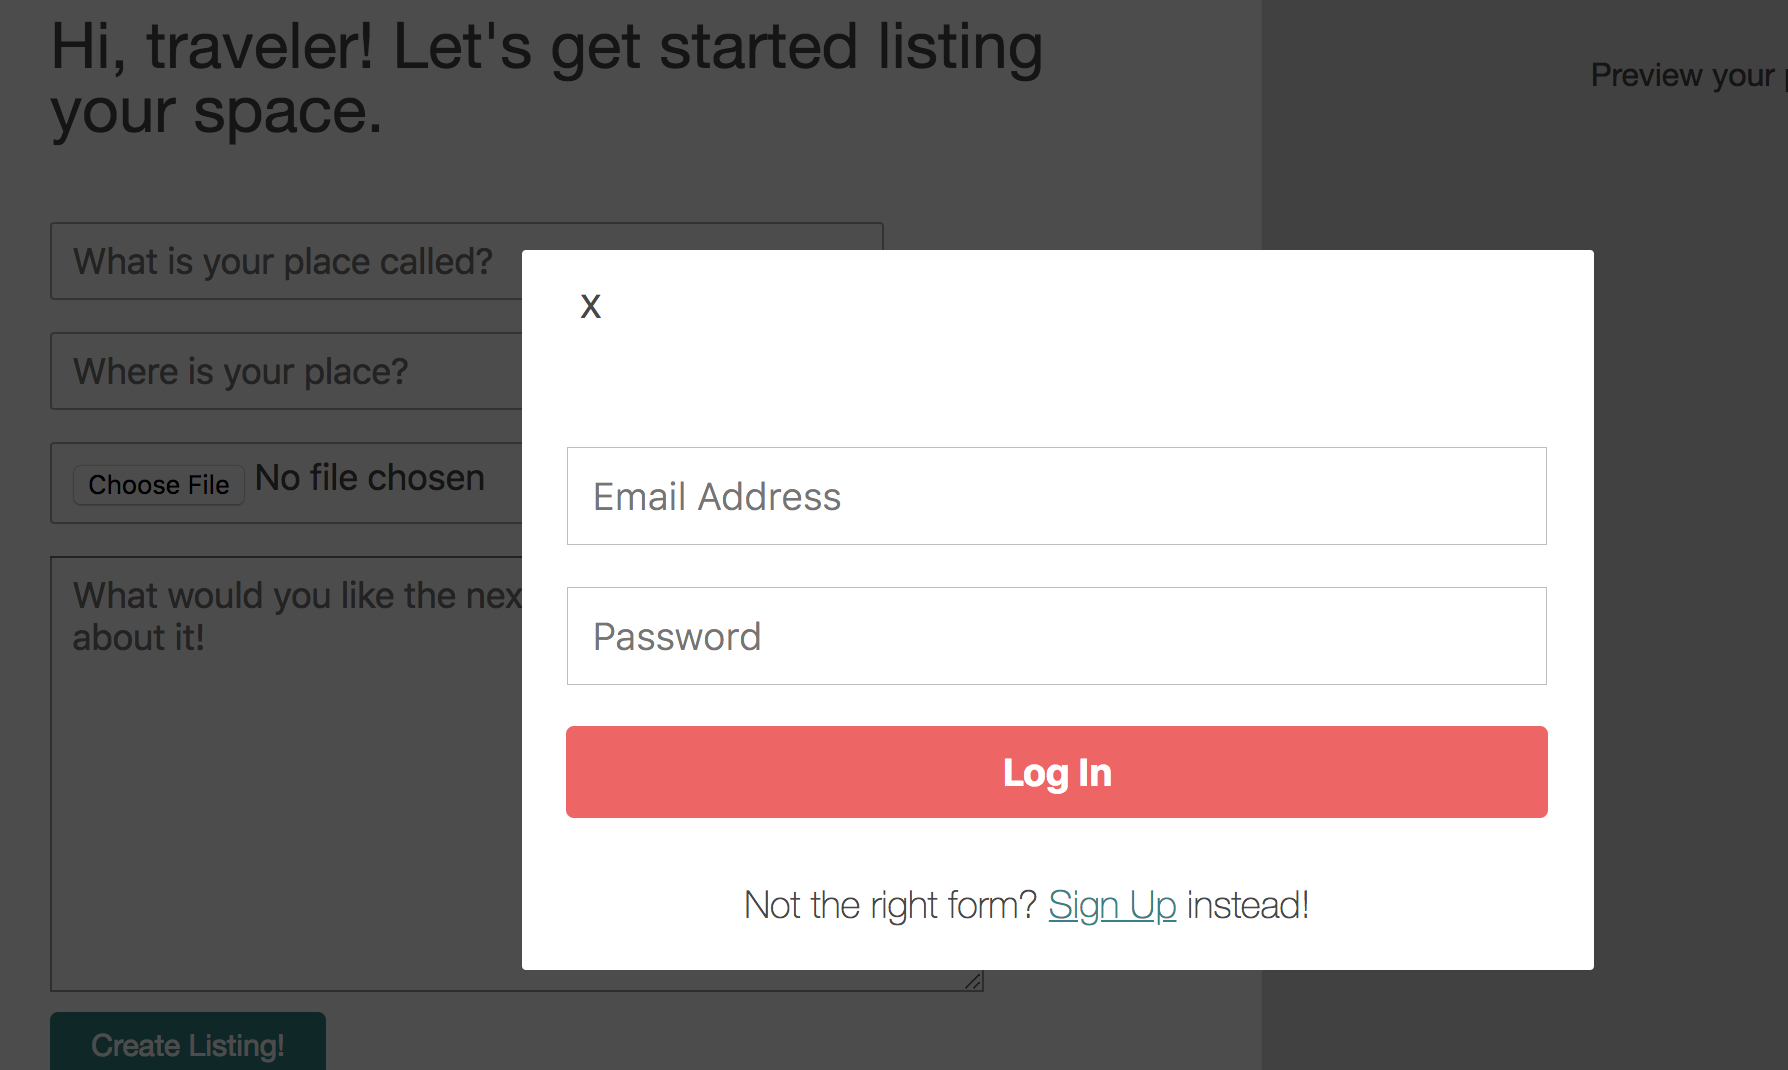 Hi, traveler! Let's get started listing
your space.
Preview your
What is your place called?
Where is your place?
Choose File No file chosen
What would you like the nex
about it!
Create Listing!
x
Email Address
Password
Log In
Not the right form? Sign Up instead!